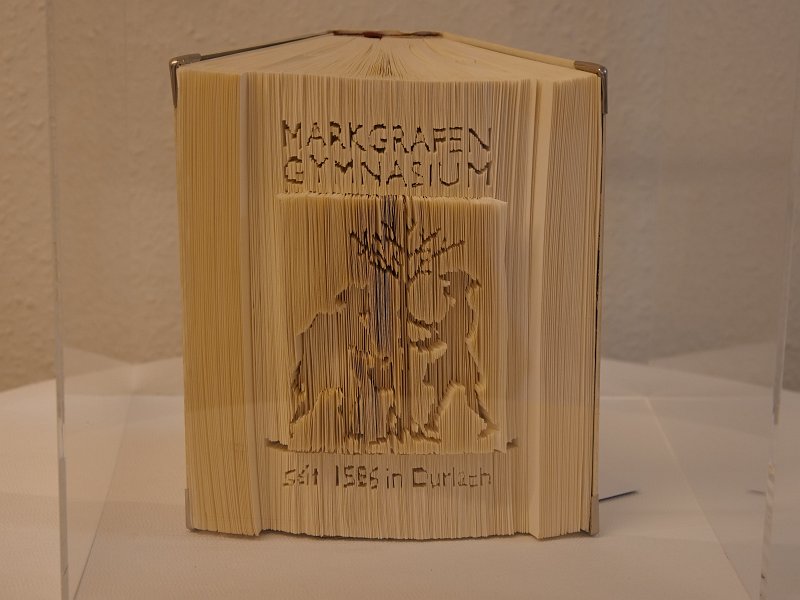 MARKGRAFEN
GYMNASIUM
seit 1586 in Durlach